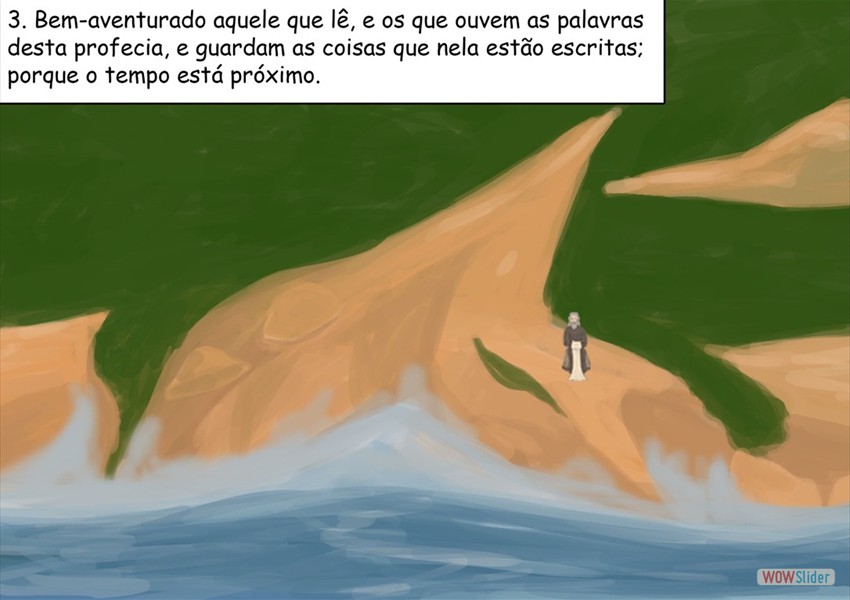 3. Bem-aventurado aquele que lê, e os que ouvem as palavras
desta profecia, e guardam as coisas que nela estão escritas;
porque o tempo está próximo.
WOWSlider